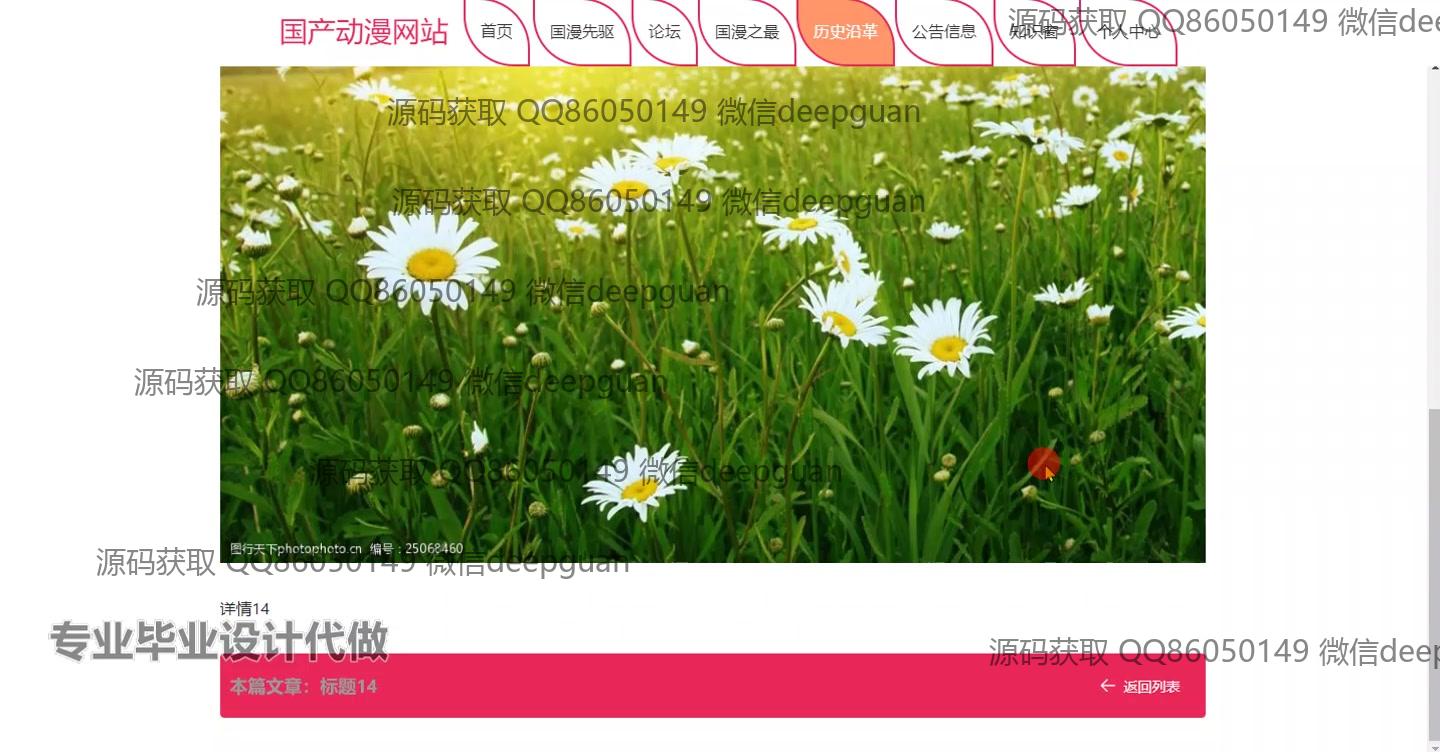 国产动漫网站
首页 国漫先驱 论坛 国漫之最 历史沿革 公告信息 知识窗 个人中心
源码获取 QQ86050149 微信dee
源码获取 QQ86050149 微信deepguan
源码获取 QQ86050149 微信deepguan
源码获取 QQ86050149 微信deepguan
源码获取 QQ86050149 微信deepguan
源码获取 QQ86050149 微信deepguan
图行天下photophoto.cn 编号：25068460
源码获取 QQ86050149 微信deepguan
详情14
专业毕业设计代做
源码获取 QQ86050149 微信deep
本篇文章：标题14
← 返回列表